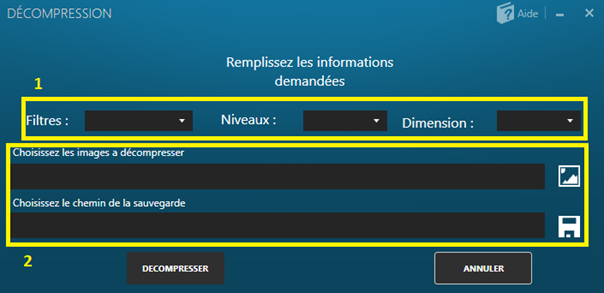 DÉCOMPRESSION
Aide
Remplissez les informations
demandées
1
Filtres :
Niveaux :
Dimension :
Choisissez les images a décompresser
Choisissez le chemin de la sauvegarde
2
DECOMPRESSER
ANNULER